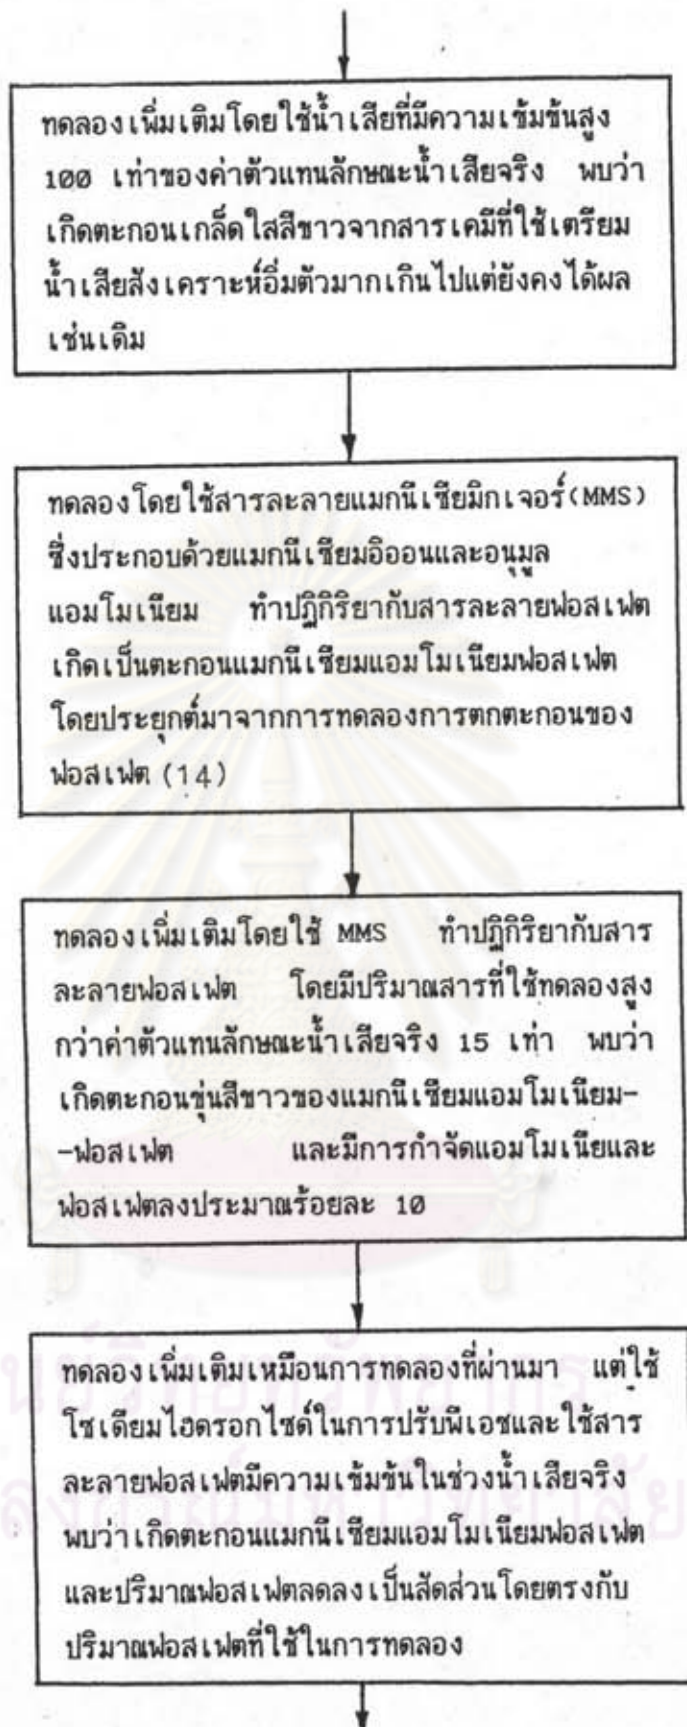 ทดลองเพิ่มเติมโดยใช้น้ำเสียที่มีความเข้มข้นสูง
100 เท่าของค่าตัวแทนลักษณะน้ำเสียจริง พบว่า
เกิดตะกอนเกล็ดใสสีขาวจากสารเคมีที่ใช้เตรียม
น้ำเสียสังเคราะห์อิ่มตัวมากเกินไปแต่ยังคงได้ผล
เช่นเดิม
ทดลองโดยใช้สารละลายแมกนีเซียมิกเจอร์(MMS)
ซึ่งประกอบด้วยแมกนีเซียมอิออนและอนุมูล
แอมโมเนียม ทำปฏิกิริยากับสารละลายฟอสเฟต
เกิดเป็นตะกอนแมกนีเซียมแอมโมเนียมฟอสเฟต
โดยประยุกต์มาจากการทดลองการตกตะกอนของ
ฟอสเฟต (14)
ทดลองเพิ่มเติมโดยใช้ MMS ทำปฏิกิริยากับสาร
ละลายฟอสเฟต โดยมีปริมาณสารที่ใช้ทดลองสูง
กว่าค่าตัวแทนลักษณะน้ำเสียจริง 15 เท่า พบว่า
เกิดตะกอนขุ่นสีขาวของแมกนีเซียมแอมโมเนียม-
-ฟอสเฟต และมีการกำจัดแอมโมเนียและ
ฟอสเฟตลงประมาณร้อยละ 10
ทดลองเพิ่มเติมเหมือนการทดลองที่ผ่านมา แต่ใช้
โซเดียมไฮดรอกไซด์ในการปรับพีเอชและใช้สาร
ละลายฟอสเฟตมีความเข้มข้นในช่วงน้ำเสียจริง
พบว่าเกิดตะกอนแมกนีเซียมแอมโมเนียมฟอสเฟต
และปริมาณฟอสเฟตลดลงเป็นสัดส่วนโดยตรงกับ
ปริมาณฟอสเฟตที่ใช้ในการทดลอง